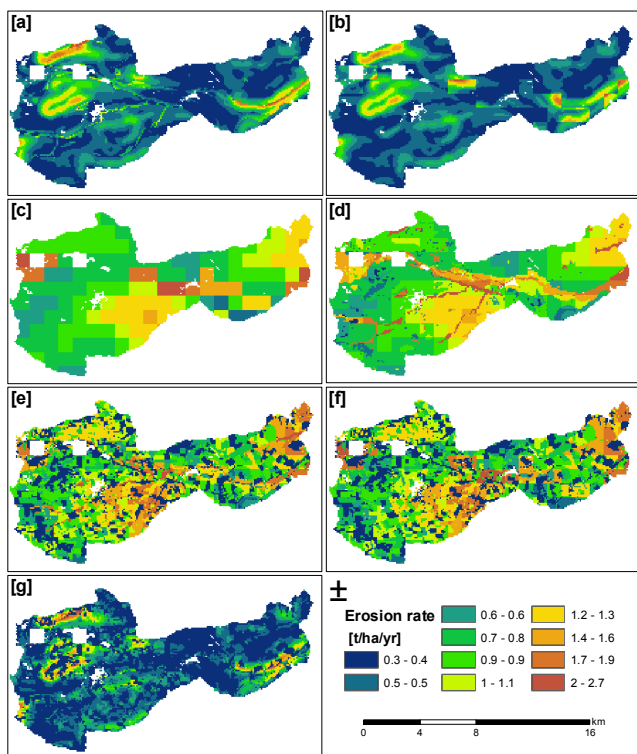 [a]
[b]
[c]
[d]
[e]
[f]
[g]
±
Erosion rate
[t/ha/yr]
0.3 - 0.4
0.5 - 0.5
0.6 - 0.6
0.7 - 0.8
0.9 - 0.9
1 - 1.1
1.2 - 1.3
1.4 - 1.6
1.7 - 1.9
2 - 2.7
km
0 4 8 16